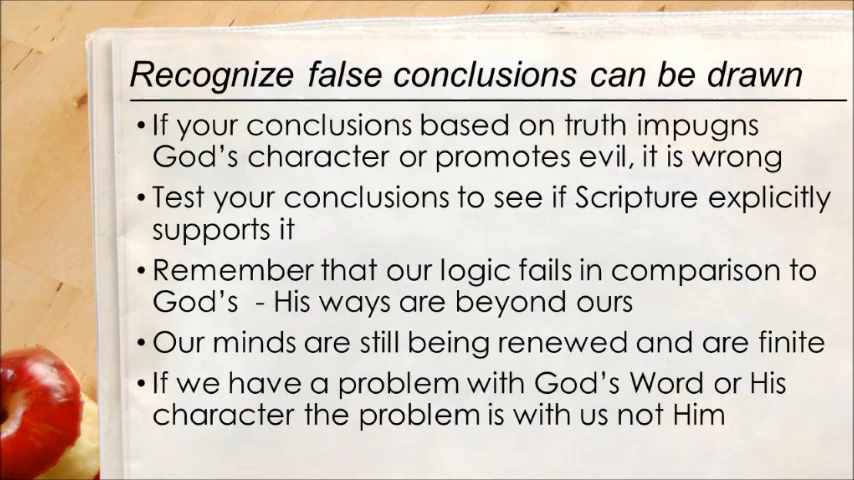 Recognize false conclusions can be drawn
• If your conclusions based on truth impugns
God's character or promotes evil, it is wrong
• Test your conclusions to see if Scripture explicitly
supports it
• Remember that our logic fails in comparison to
God's - His ways are beyond ours
• Our minds are still being renewed and are finite
• If we have a problem with God's Word or His
character the problem is with us not Him